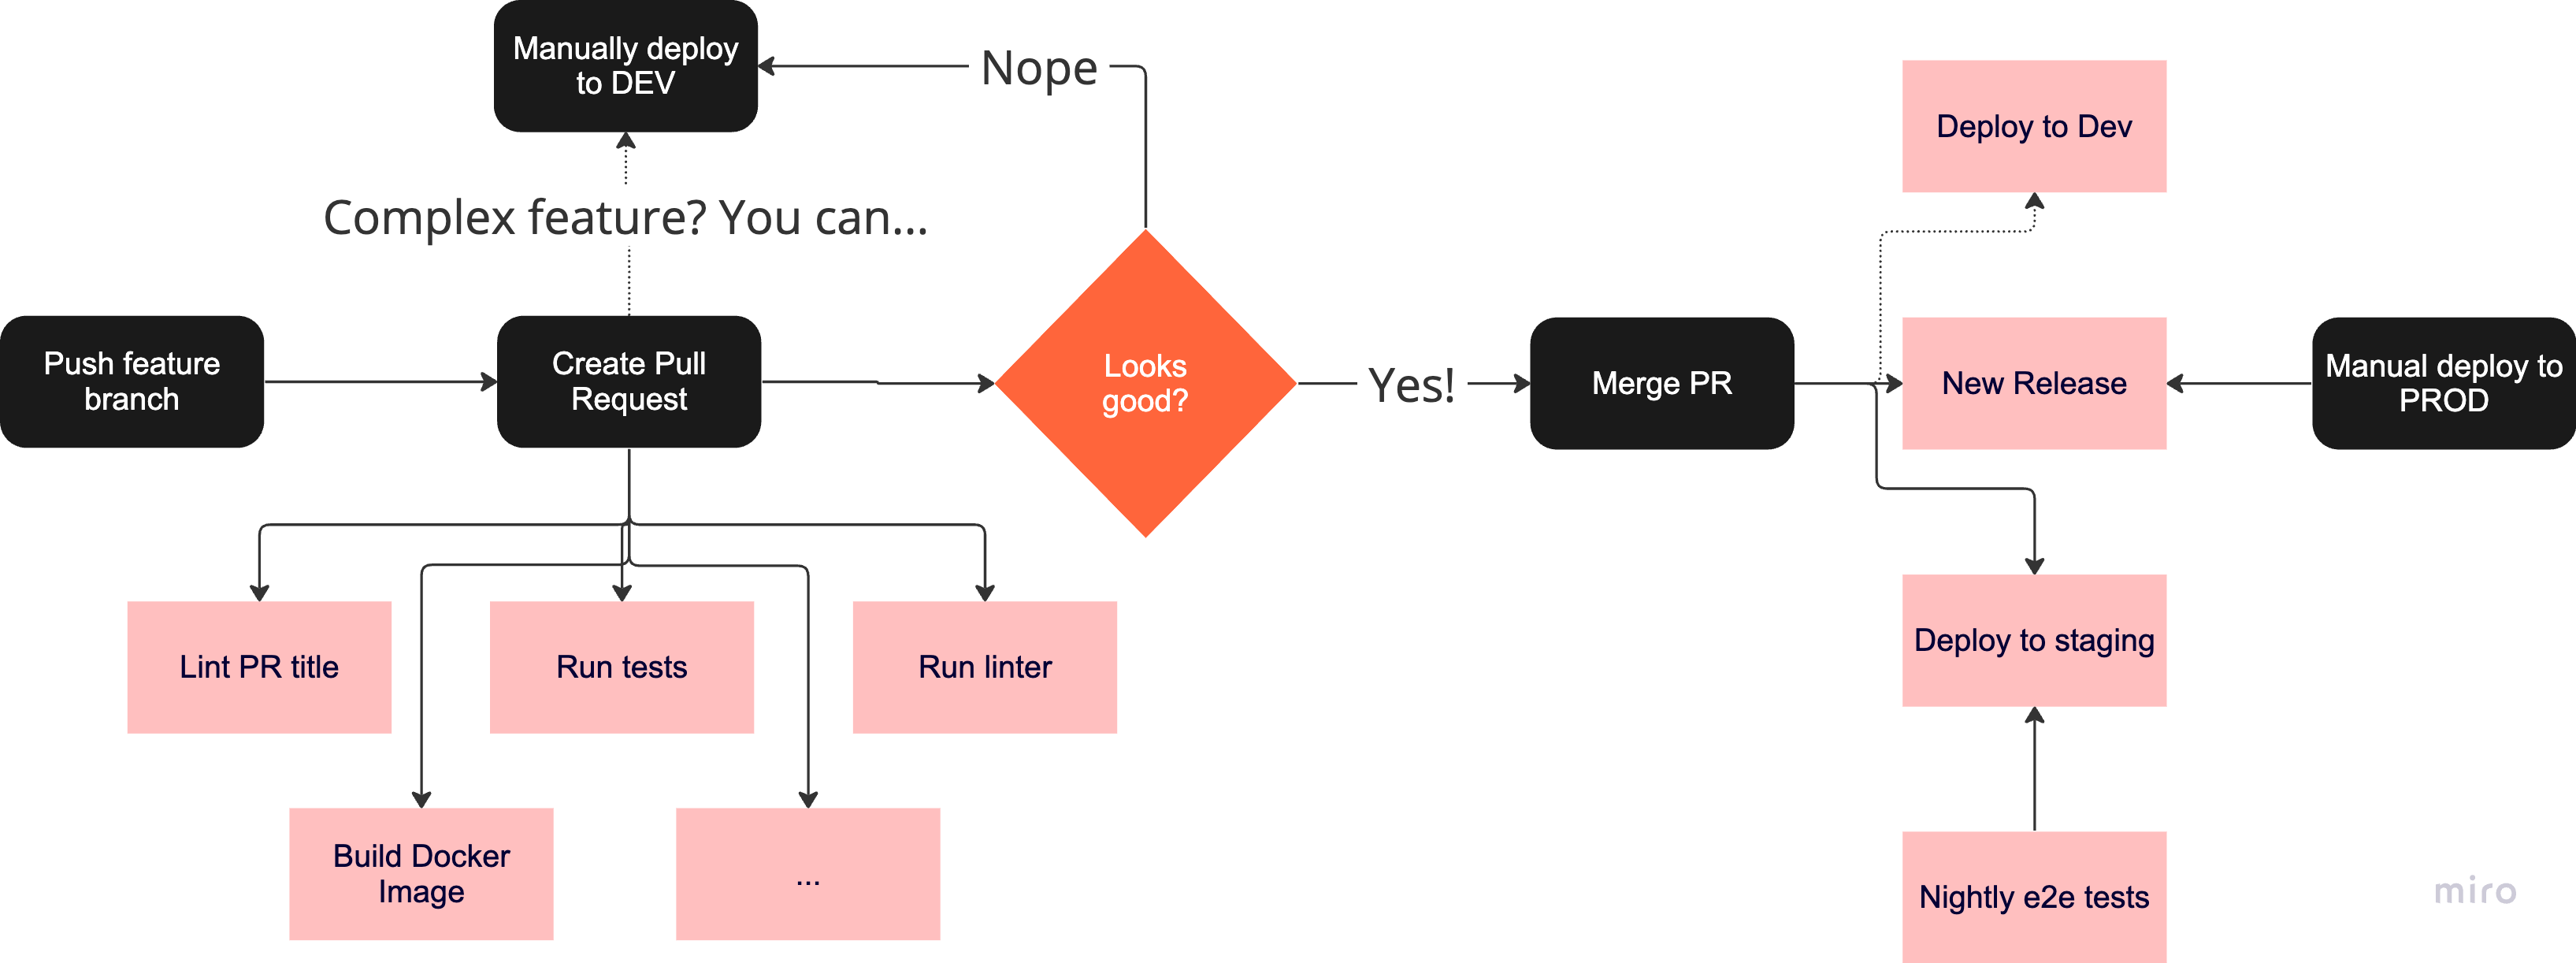 Manually deploy
to DEV
Nope
Deploy to Dev
Complex feature? You can...
Push feature
branch
Create Pull
Request
Looks
good?
Yes!
Merge PR
New Release
Manual deploy to
PROD
Lint PR title
Run tests
Run linter
Deploy to staging
Build Docker
Image
...
Nightly e2e tests
miro